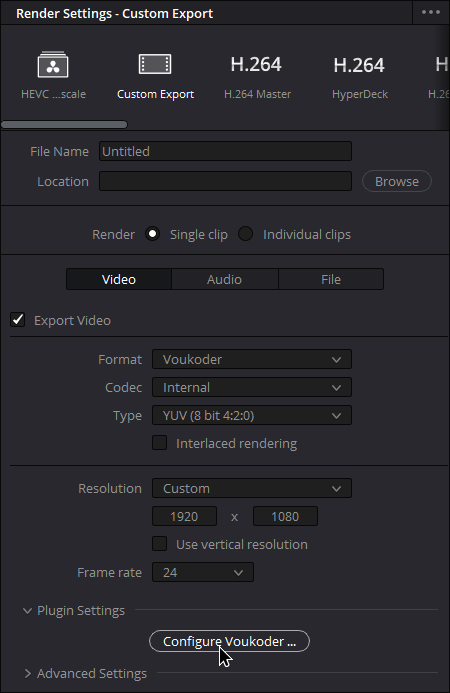 Render Settings - Custom Export
H.264 H.264 H
HEVC ...scale Custom Export H.264 Master HyperDeck H.26
File Name Untitled
Location Browse
Render Single clip Individual clips
Video Audio File
Export Video
Format Voukoder
Codec Internal
Type YUV (8 bit 4:2:0)
Interlaced rendering
Resolution Custom
1920 x 1080
Use vertical resolution
Frame rate 24
Plugin Settings
Configure Voukoder ...
Advanced Settings